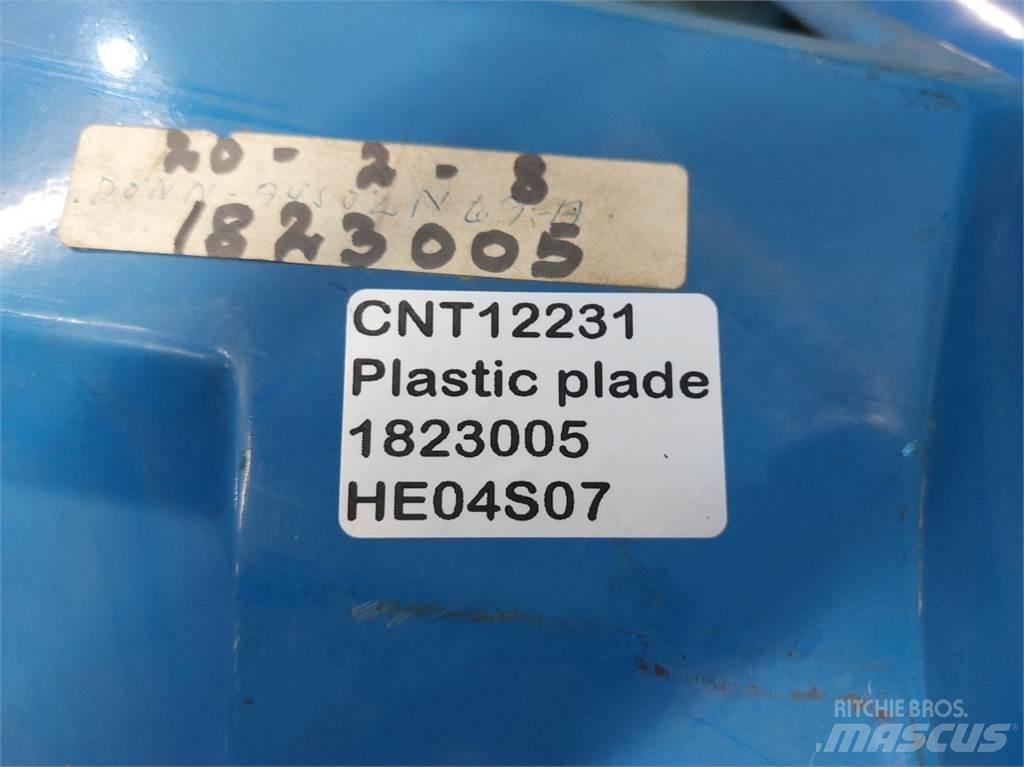 20 - 2 - 8
1823005
CNT12231
Plastic plade
1823005
HE04S07
RITCHIE BROS.
MASCUS